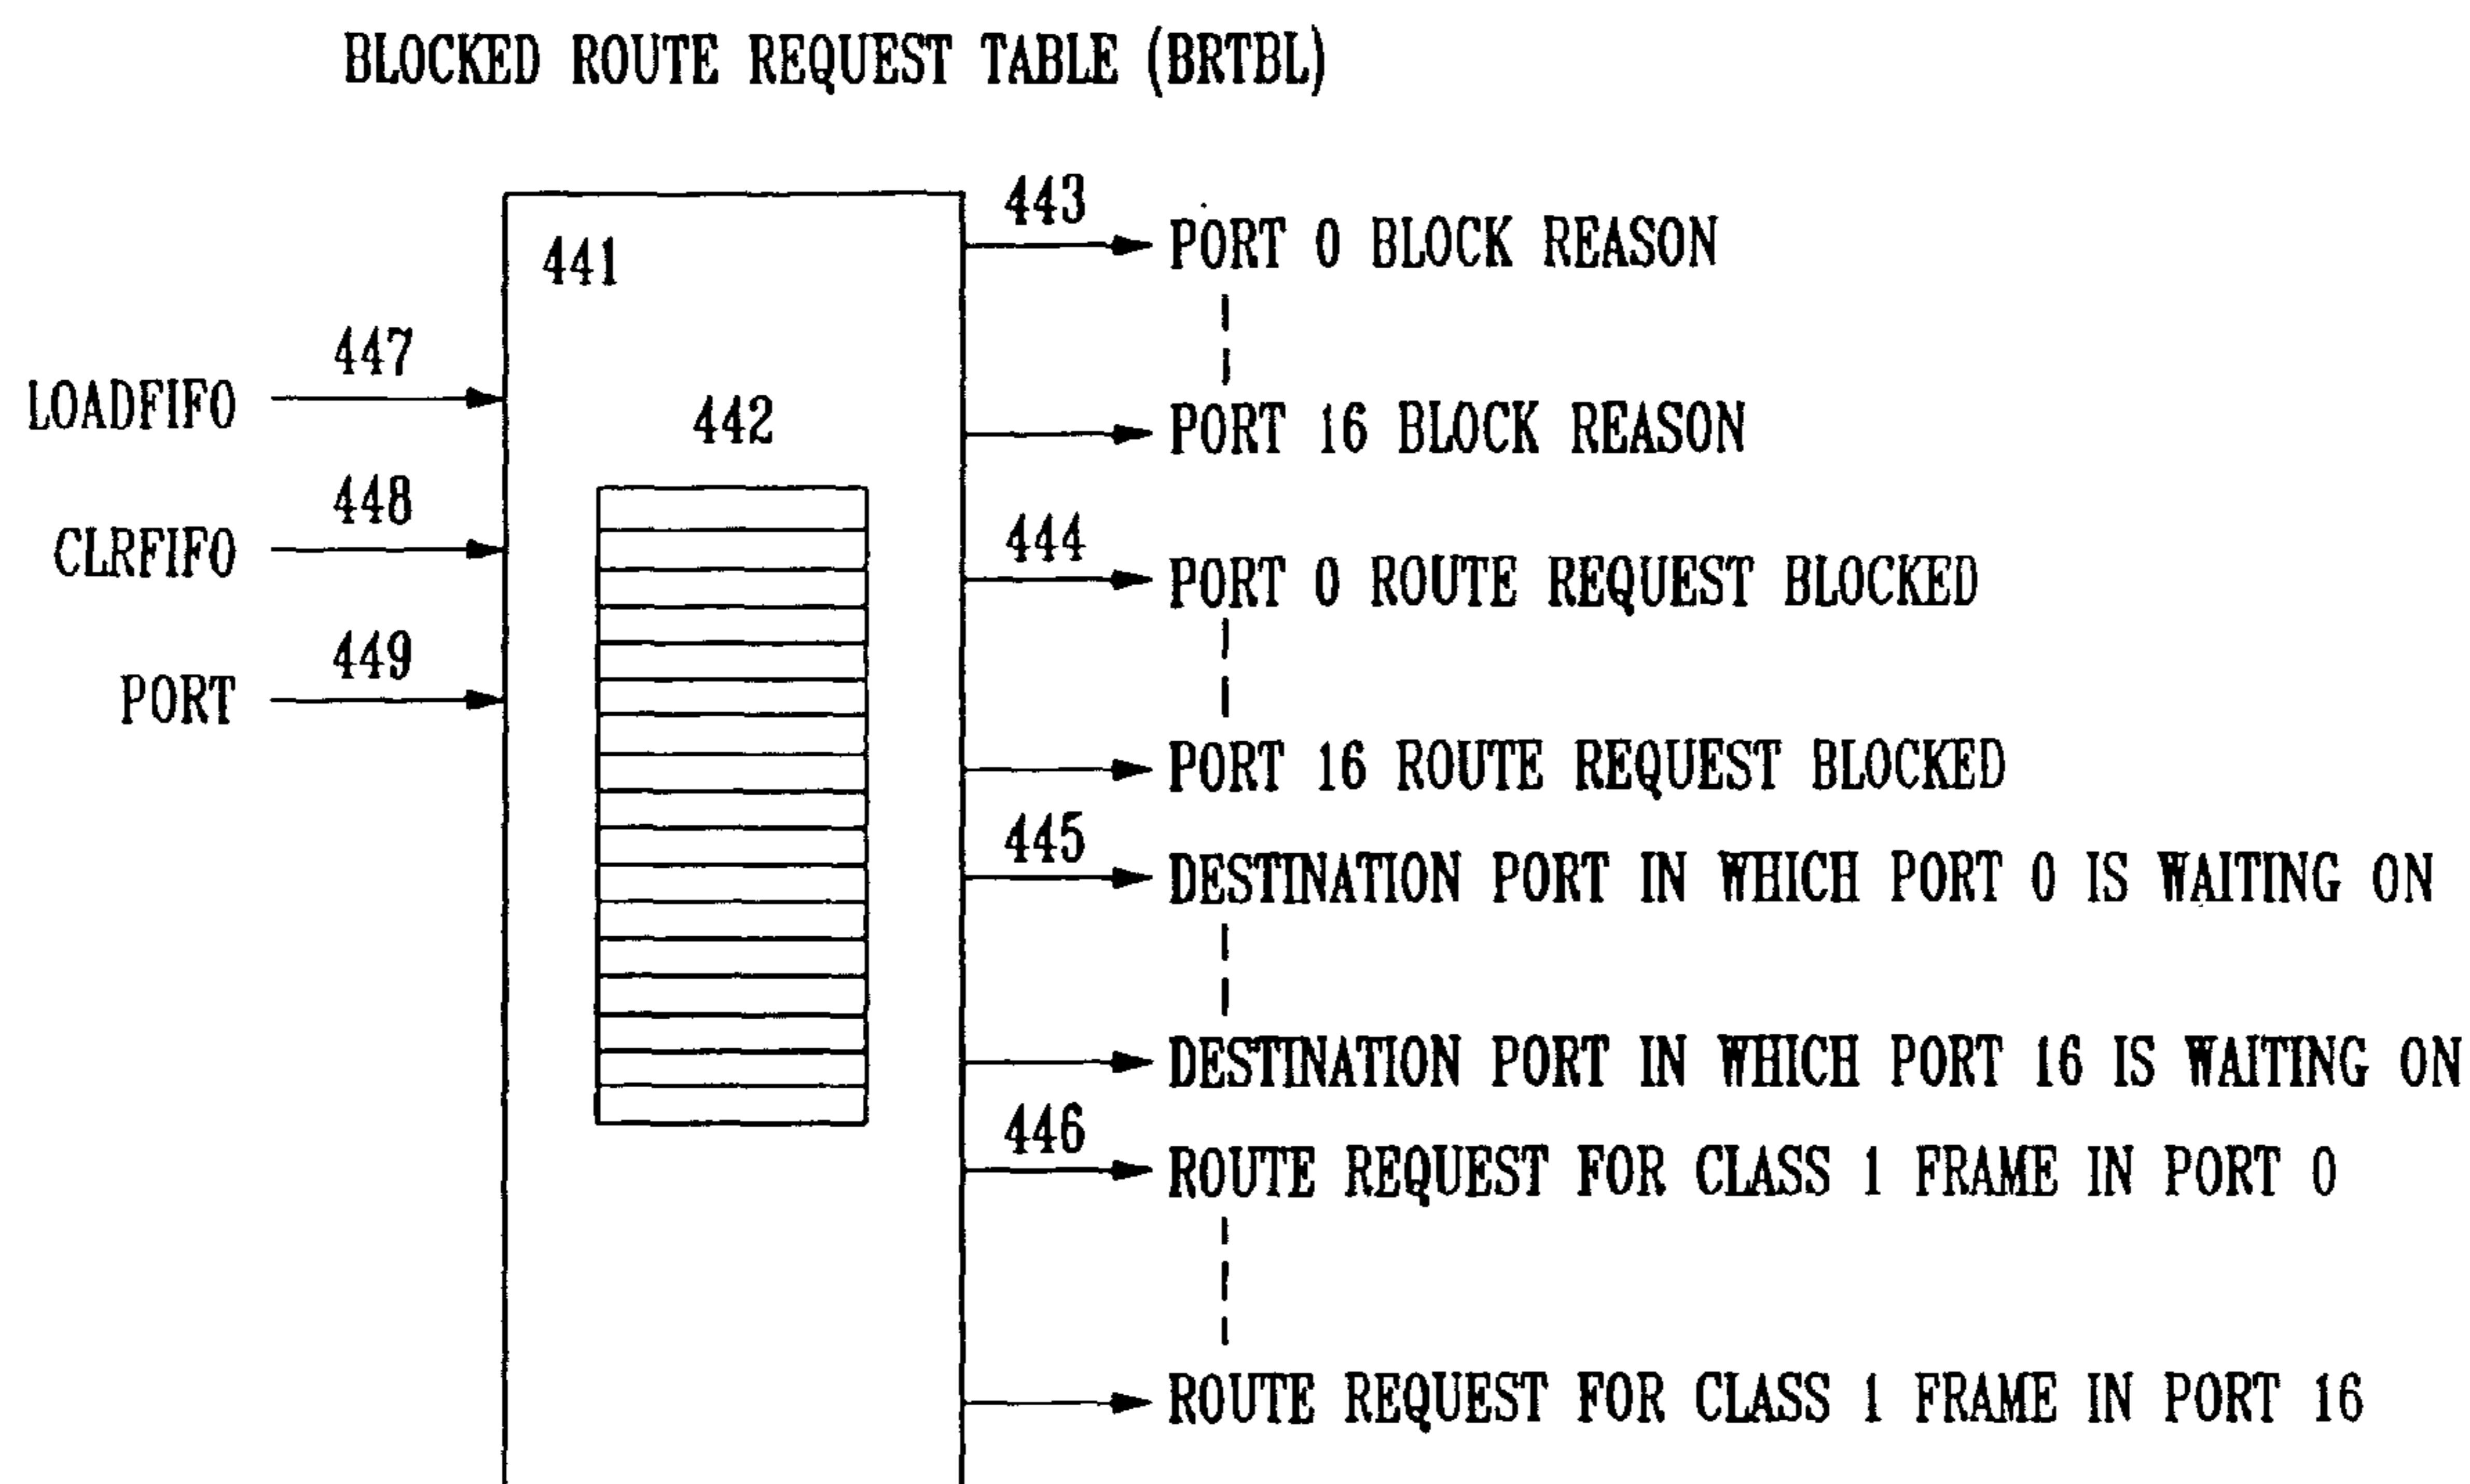 BLOCKED ROUTE REQUEST TABLE (BRTBL)
443
PORT 0 BLOCK REASON
441
447
LOADFIFO
PORT 16 BLOCK REASON
442
448
CLRFIFO
444
PORT 0 ROUTE REQUEST BLOCKED
449
PORT
PORT 16 ROUTE REQUEST BLOCKED
445
DESTINATION PORT IN WHICH PORT 0 IS WAITING ON
DESTINATION PORT IN WHICH PORT 16 IS WAITING ON
446
ROUTE REQUEST FOR CLASS 1 FRAME IN PORT 0
ROUTE REQUEST FOR CLASS 1 FRAME IN PORT 16